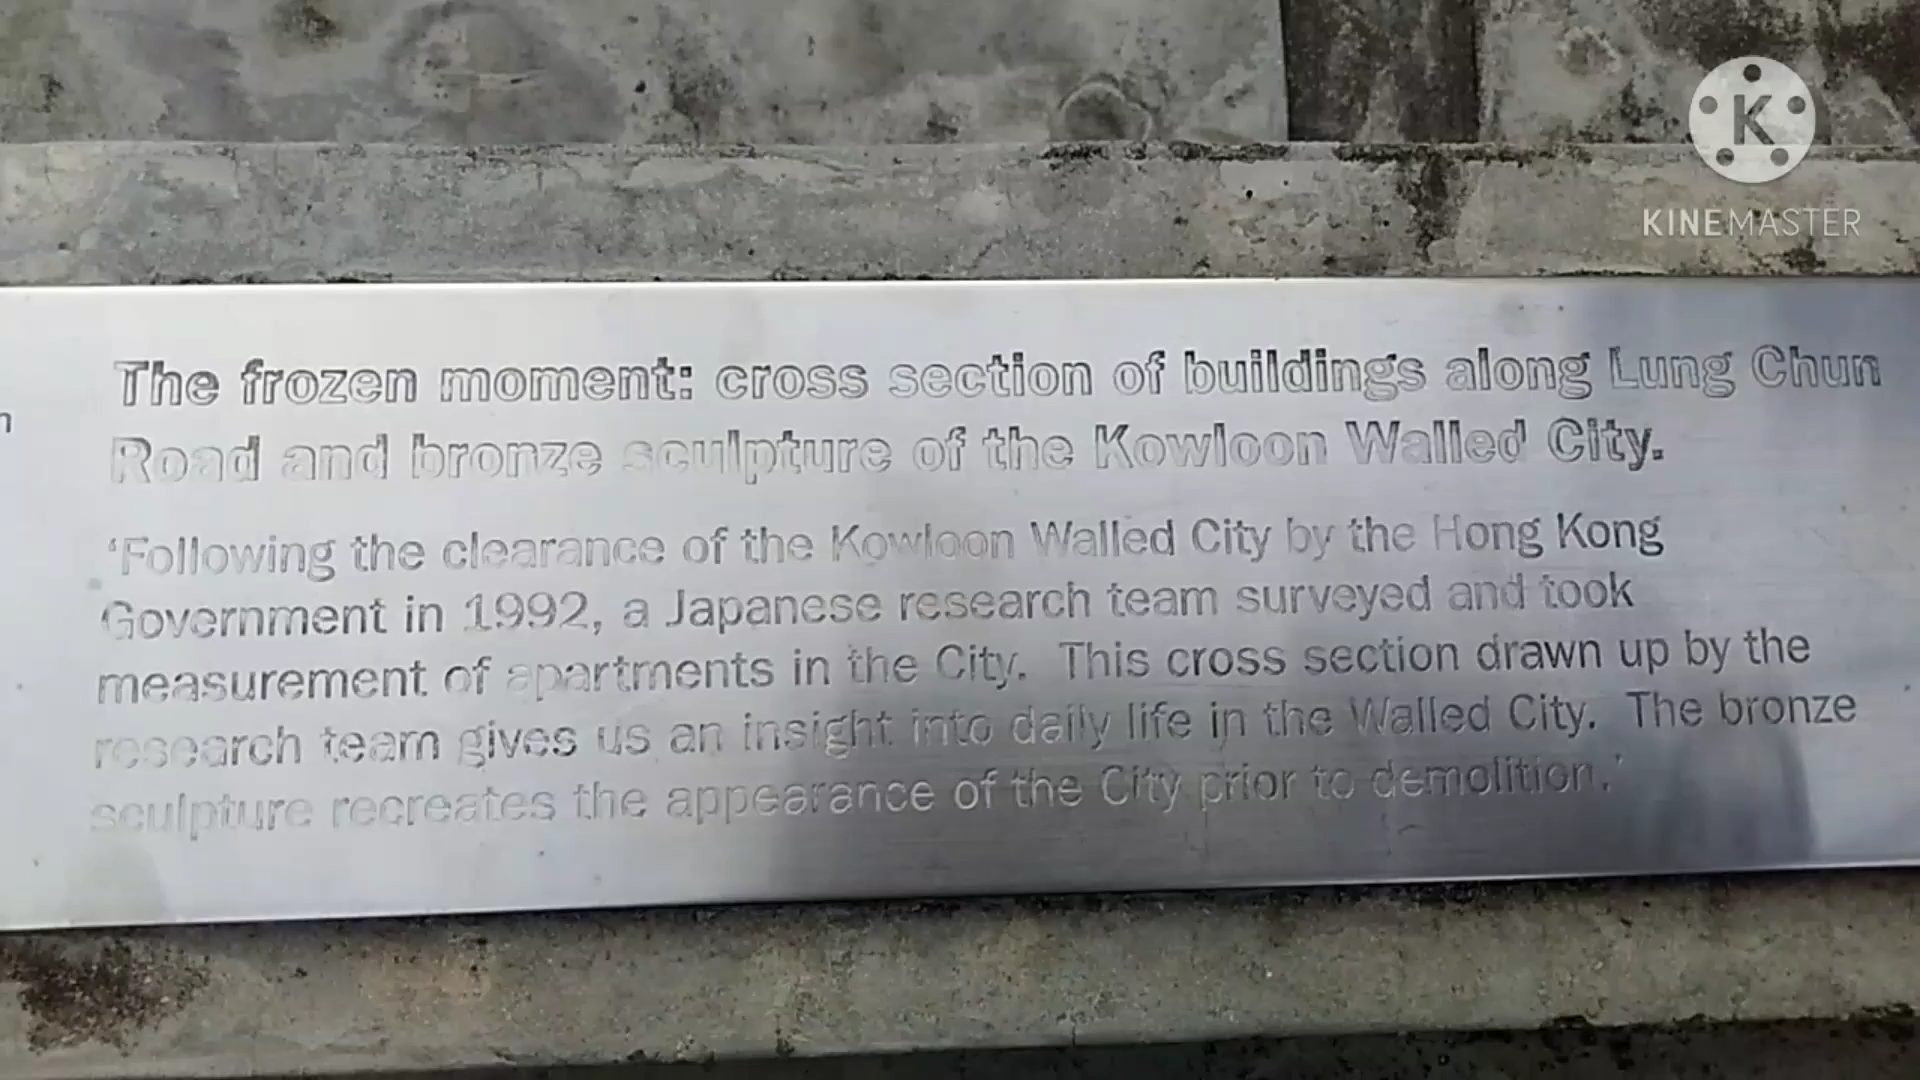 K
KINEMASTER
The frozen moment: cross section of buildings along Lung Chun
Road and bronze sculpture of the Kowloon Walled City.
n
‘Following the clearance of the Kowloon Walled City by the Hong Kong
Government in 1992, a Japanese research team surveyed and took
measurement of apartments in the City. This cross section drawn up by the
research team gives us an insight into daily life in the Walled City. The bronze
sculpture recreates the appearance of the City prior to demolition.’